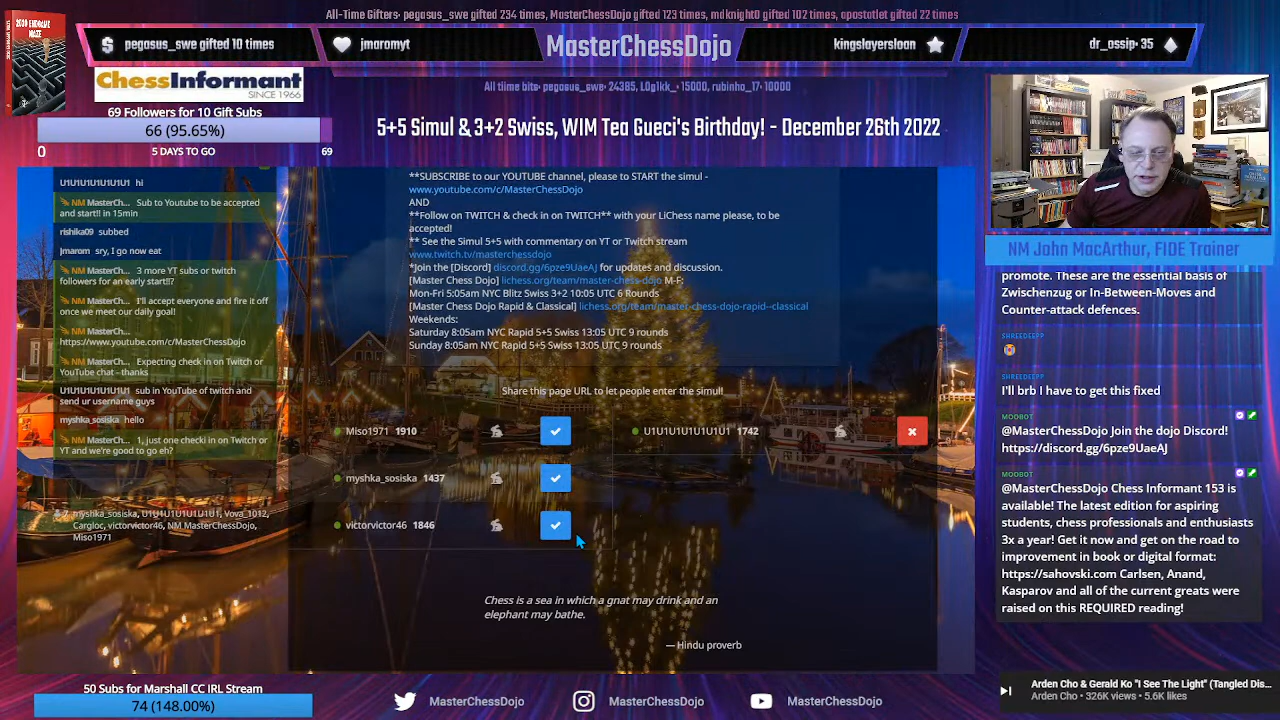 All-Time Gifters• pegasus_swe gifted 234 times, MasterChessDojo gifted 123 times, mdknight0 gifted 102 times, apostotlet gifted 22 times
2020 ENDGAME
MAZE
pegasus_swe gifted 10 times
jmaromyt
MasterChessDojo
kingslayersloan
dr_ossip• 35
ChessInformant
SINCE 1966
All time bits• pegasus_swe• 24385, L0g1kk_• 15000, rubinho_17• 10000
69 Followers for 10 Gift Subs
66 (95.65%)
0
5 DAYS TO GO
69
5+5 Simul & 3+2 Swiss, WIM Tea Gueci's Birthday! - December 26th 2022
U1U1U1U1U1U1U1 hi
NM MasterCh... Sub to Youtube to be accepted
and start!! in 15min
rishika09 subbed
Jmarom sry, I go now eat
NM MasterCh... 3 more YT subs or twitch
followers for an early start!!?
NM MasterCh... I'll accept everyone and fire it off
once we meet our daily goal!
NM MasterCh...
https://www.youtube.com/c/MasterChessDojo
NM MasterCh... Expecting check in on Twitch or
YouTube chat - thanks
U1U1U1U1U1U1U1 sub in YouTube of twitch and
send ur username guys
myshka_sosiska hello
NM MasterCh... 1, just one checki in on Twitch or
YT and we're good to go eh?
7 myshka_sosiska, U1U1U1U1U1U1U1, Vova_1012,
Cargloc, victorvictor46, NM MasterChessDojo,
Miso1971
**SUBSCRIBE to our YOUTUBE channel, please to START the simul -
www.youtube.com/c/MasterChessDojo
AND
**Follow on TWITCH & check in on TWITCH** with your LiChess name please, to be
accepted!
** See the Simul 5+5 with commentary on YT or Twitch stream
www.twitch.tv/masterchessdojo
*Join the [Discord] discord.gg/6pze9UaeAJ for updates and discussion.
[Master Chess Dojo] lichess.org/team/master-chess-dojo M-F:
Mon-Fri 5:05am NYC Blitz Swiss 3+2 10:05 UTC 6 Rounds
[Master Chess Dojo Rapid & Classical] lichess.org/team/master-chess-dojo-rapid--classical
Weekends:
Saturday 8:05am NYC Rapid 5+5 Swiss 13:05 UTC 9 rounds
Sunday 8:05am NYC Rapid 5+5 Swiss 13:05 UTC 9 rounds
Share this page URL to let people enter the simul!
Miso1971 1910
U1U1U1U1U1U1U1 1742
myshka_sosiska 1437
victorvictor46 1846
Chess is a sea in which a gnat may drink and an
elephant may bathe.
— Hindu proverb
NM John MacArthur, FIDE Trainer
promote. These are the essential basis of
Zwischenzug or In-Between-Moves and
Counter-attack defences.
SHREEDEEPP
SHREEDEEPP
I'll brb I have to get this fixed
MODBOT
@MasterChessDojo Join the dojo Discord!
https://discord.gg/6pze9UaeAJ
MODBOT
@MasterChessDojo Chess Informant 153 is
available! The latest edition for aspiring
students, chess professionals and enthusiasts
3x a year! Get it now and get on the road to
improvement in book or digital format:
https://sahovski.com Carlsen, Anand,
Kasparov and all of the current greats were
raised on this REQUIRED reading!
50 Subs for Marshall CC IRL Stream
74 (148.00%)
MasterChessDojo
MasterChessDojo
MasterChessDojo
Arden Cho & Gerald Ko "I See The Light" (Tangled Dis...
Arden Cho • 326K views • 5.6K likes